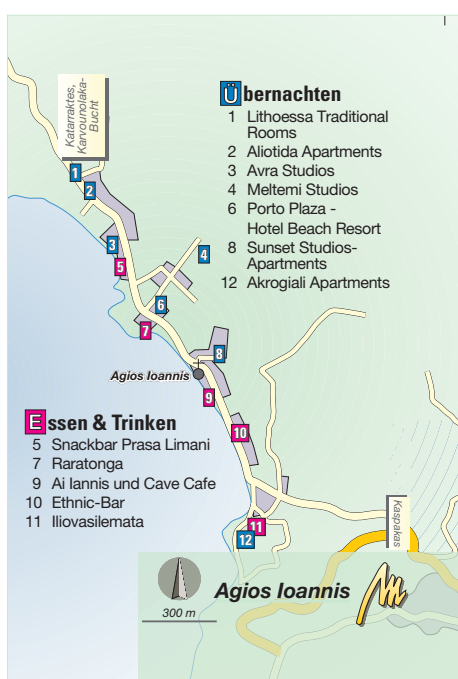 Katarraktes,
Karvounolaka-
Bucht
Übernachten
1 Lithoessa Traditional
Rooms
2 Aliotida Apartments
3 Avra Studios
4 Meltemi Studios
6 Porto Plaza -
Hotel Beach Resort
8 Sunset Studios-
Apartments
12 Akrogiali Apartments
1
2
3
4
5
6
7
8
Agios Ioannis
9
10
Essen & Trinken
5 Snackbar Prasa Limani
7 Raratonga
9 Ai Iannis und Cave Cafe
10 Ethnic-Bar
11 Iliovasilemata
11
12
Kaspakas
Agios Ioannis
300 m